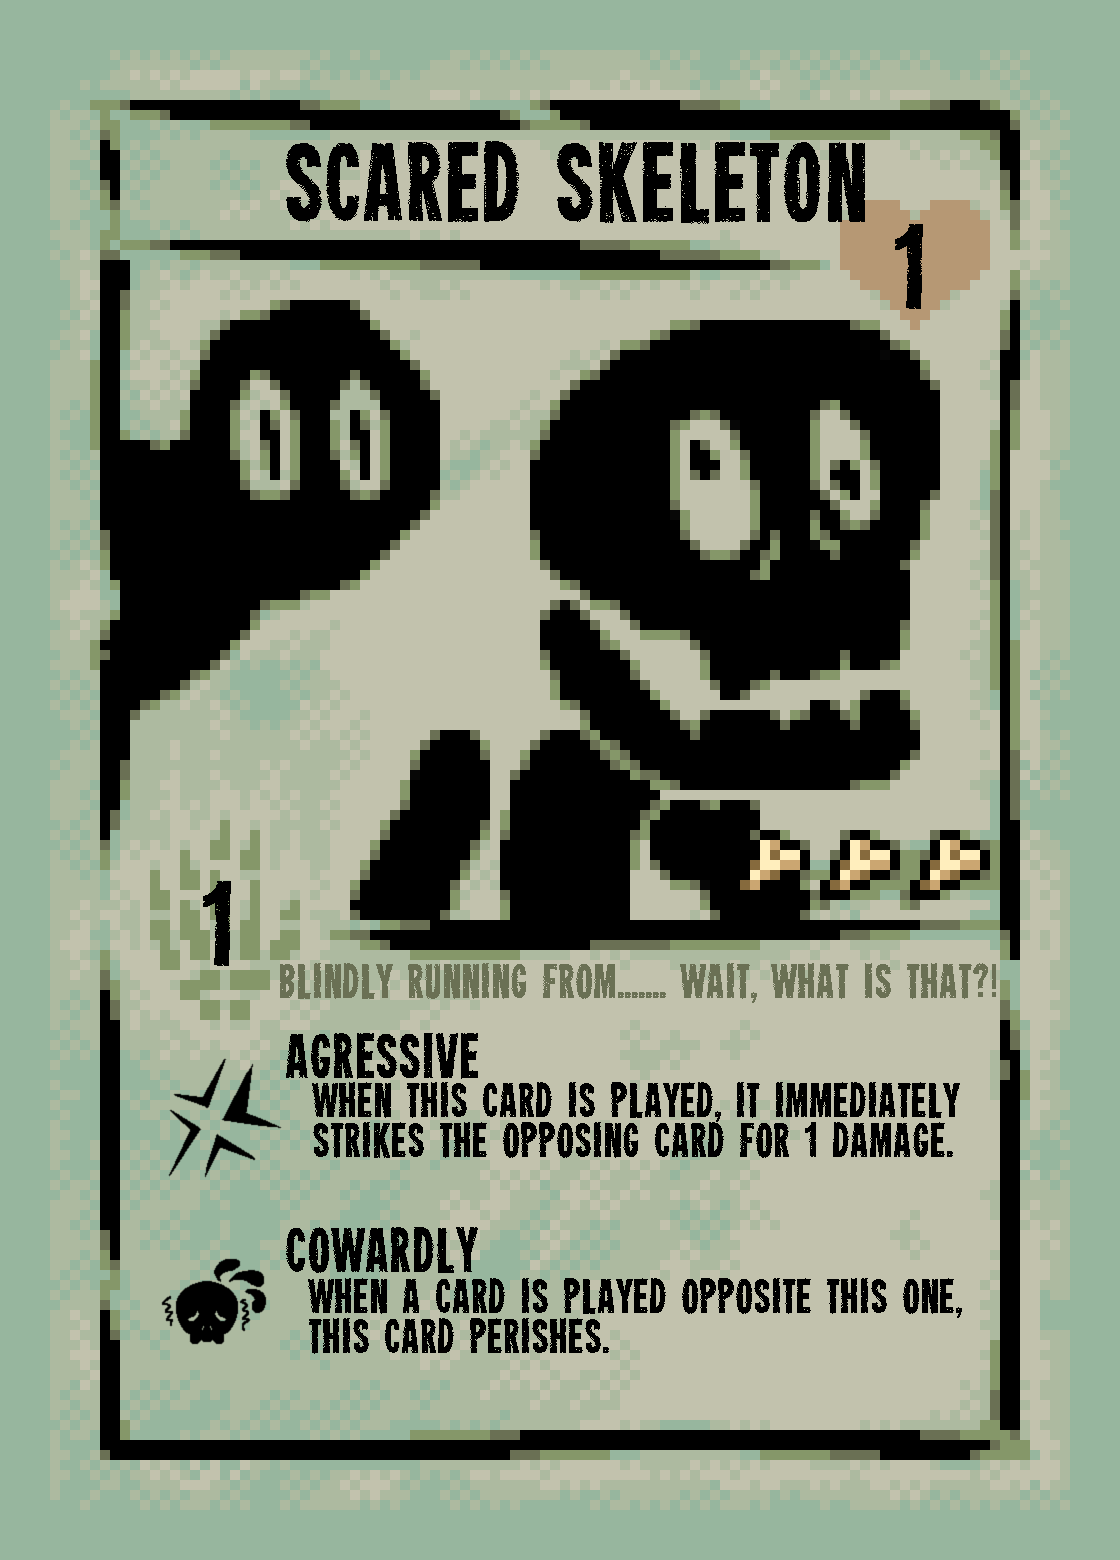 SCARED SKELETON
1
1
BLINDLY RUNNING FROM....... WAIT, WHAT IS THAT?!
AGRESSIVE
WHEN THIS CARD IS PLAYED, IT IMMEDIATELY
STRIKES THE OPPOSING CARD FOR 1 DAMAGE.
COWARDLY
WHEN A CARD IS PLAYED OPPOSITE THIS ONE,
THIS CARD PERISHES.